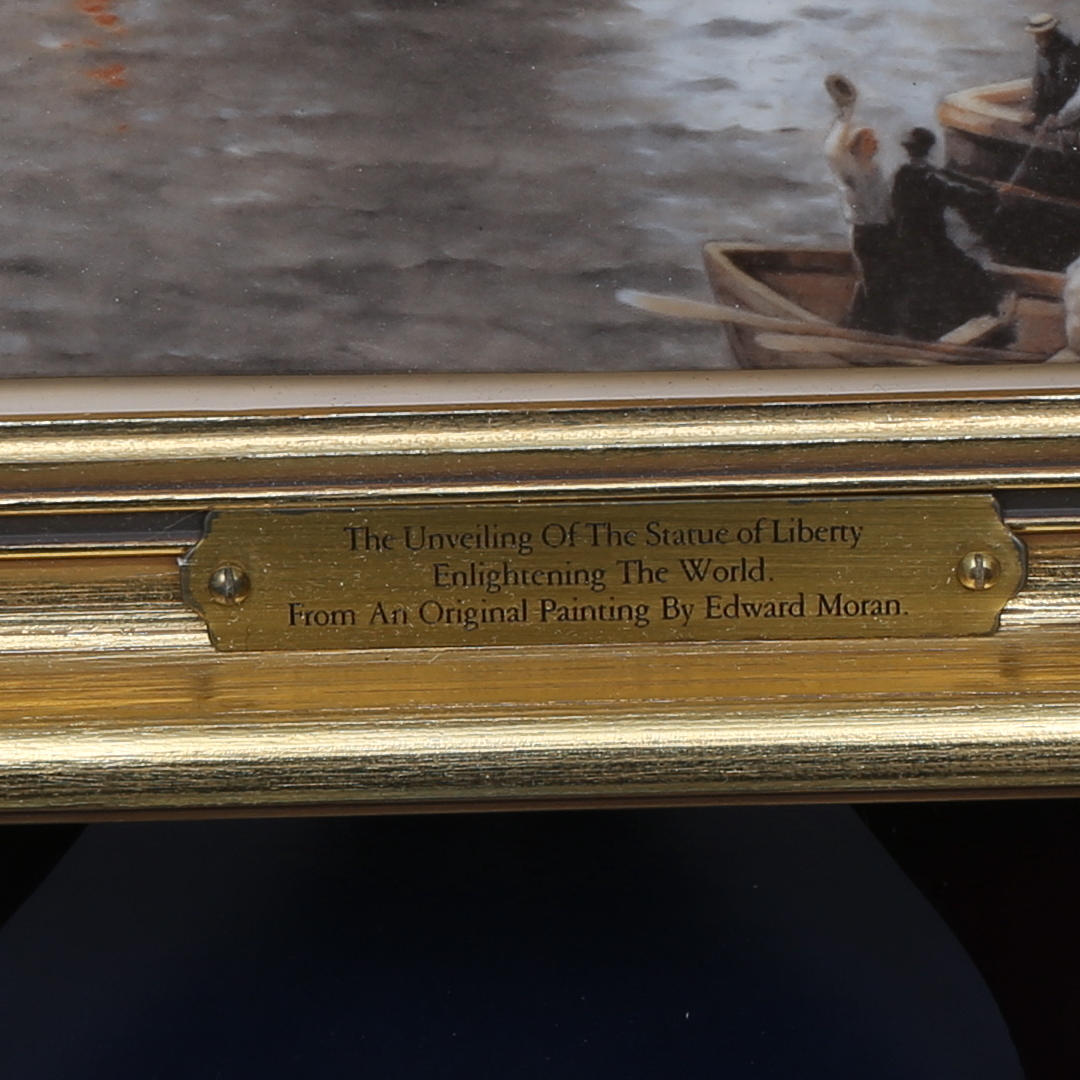 The Unveiling Of The Statue of Liberty
Enlightening The World.
From An Original Painting By Edward Moran.